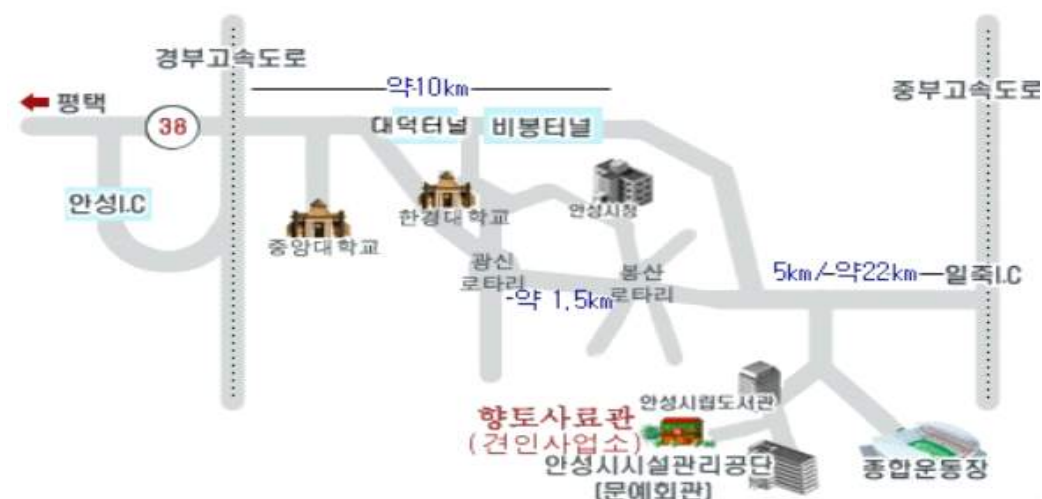 경부고속도로
중부고속도로
약10km
평택
38
대덕터널
비봉터널
안성I.C
중앙대학교
한경대학교
안성시청
광신
로타리
봉산
로타리
약 1,5km
5km/-약22km
일죽I.C
안성시립도서관
향토사료관
(견인사업소)
안성시시설관리공단
(문예회관)
종합운동장